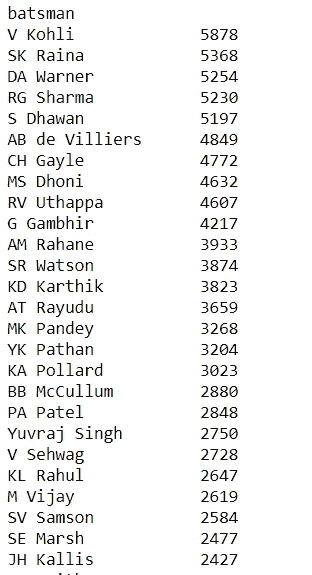 batsman
V Kohli 5878
SK Raina 5368
DA Warner 5254
RG Sharma 5230
S Dhawan 5197
AB de Villiers 4849
CH Gayle 4772
MS Dhoni 4632
RV Uthappa 4607
G Gambhir 4217
AM Rahane 3933
SR Watson 3874
KD Karthik 3823
AT Rayudu 3659
MK Pandey 3268
YK Pathan 3204
KA Pollard 3023
BB McCullum 2880
PA Patel 2848
Yuvraj Singh 2750
V Sehwag 2728
KL Rahul 2647
M Vijay 2619
SV Samson 2584
SE Marsh 2477
JH Kallis 2427